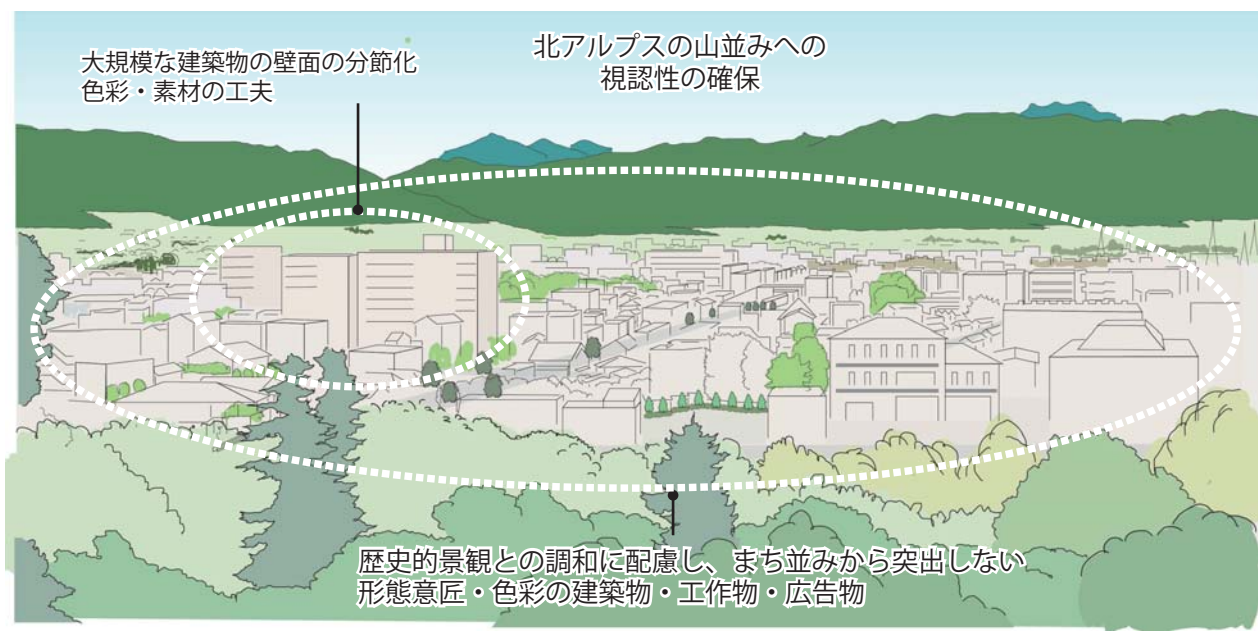 大規模な建築物の壁面の分節化
色彩・素材の工夫
北アルプスの山並みへの
視認性の確保
歴史的景観との調和に配慮し、まち並みから突出しない
形態意匠・色彩の建築物・工作物・広告物